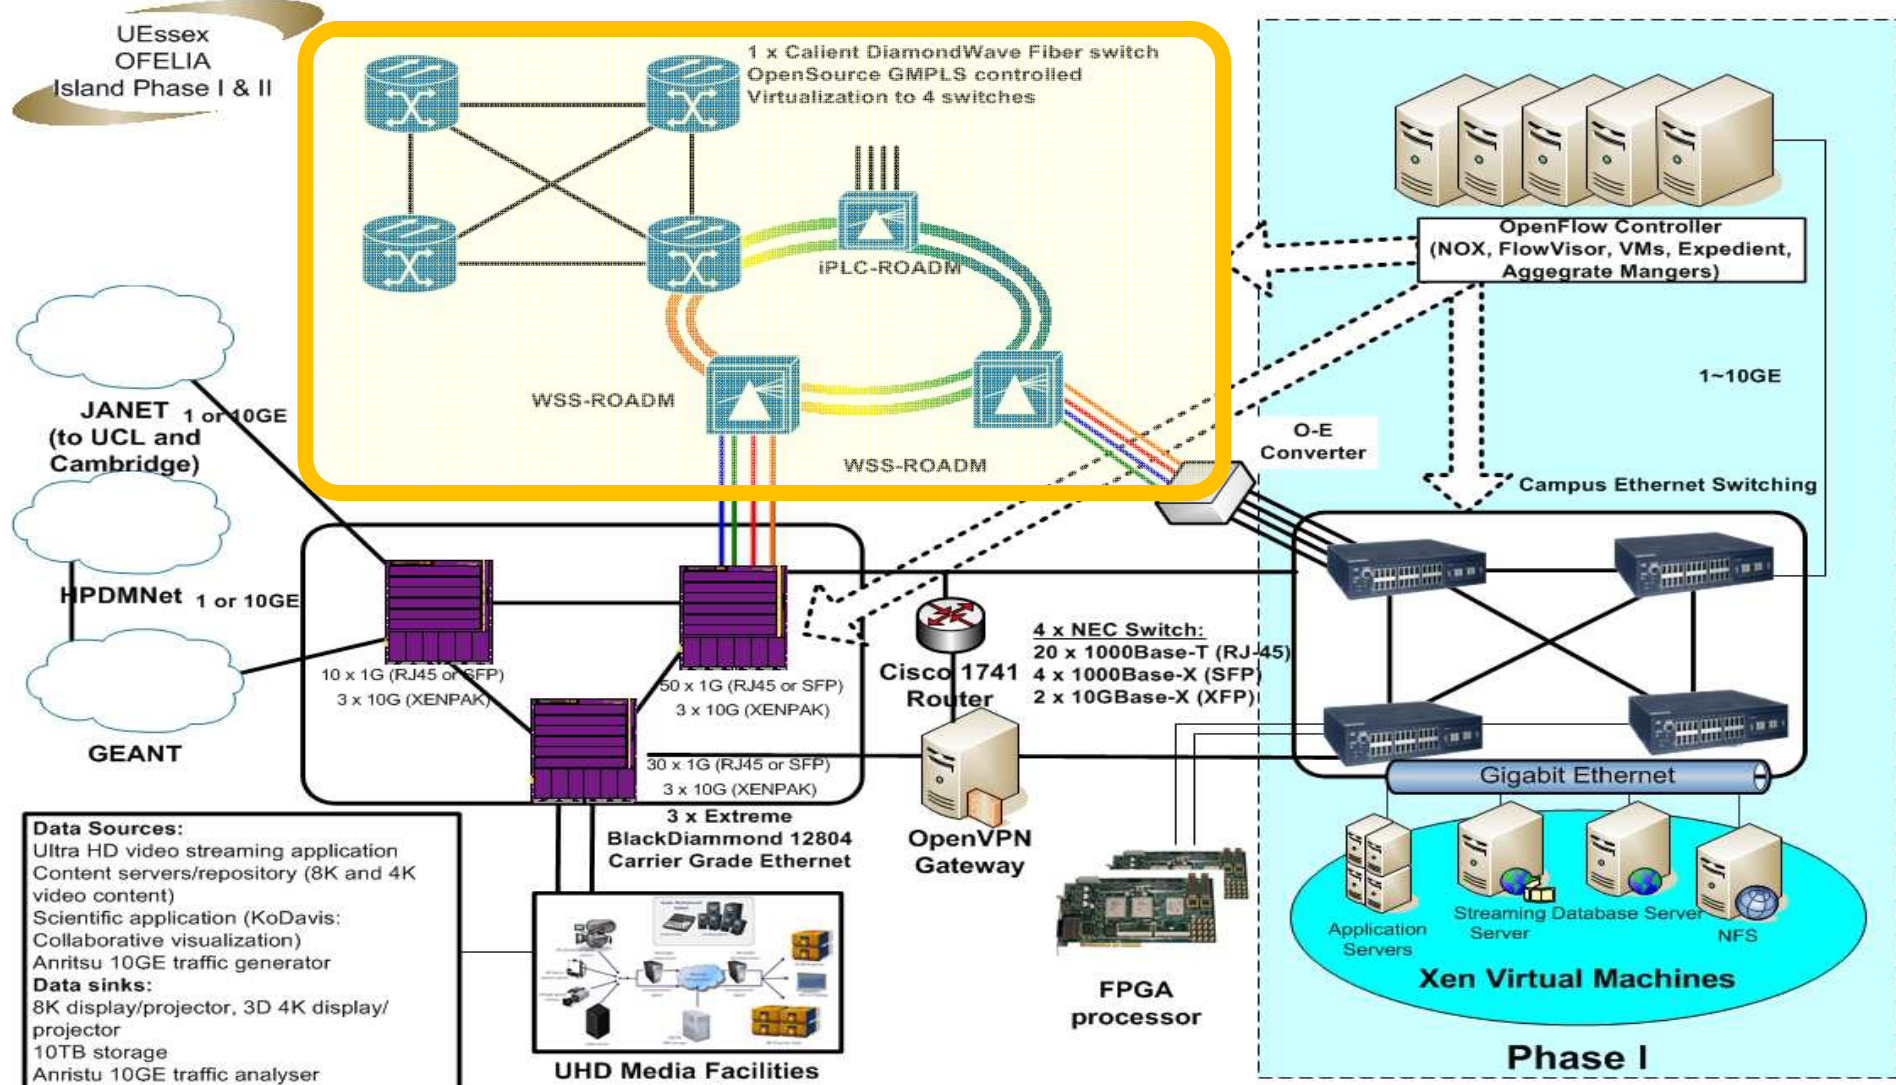 UEssex
OFELIA
Island Phase I & II
1 x Calient DiamondWave Fiber switch
OpenSource GMPLS controlled
Virtualization to 4 switches
iPLC-ROADM
WSS-ROADM
WSS-ROADM
OpenFlow Controller
(NOX, FlowVisor, VMs, Expedient,
Aggegrate Mangers)
1~10GE
O-E
Converter
Campus Ethernet Switching
JANET
(to UCL and
Cambridge)
1 or 10GE
HPDMNet
1 or 10GE
GEANT
10 x 1G (RJ45 or SFP)
3 x 10G (XENPAK)
50 x 1G (RJ45 or SFP)
3 x 10G (XENPAK)
30 x 1G (RJ45 or SFP)
3 x 10G (XENPAK)
3 x Extreme
BlackDiammond 12804
Carrier Grade Ethernet
Cisco 1741
Router
4 x NEC Switch:
20 x 1000Base-T (RJ-45)
4 x 1000Base-X (SFP)
2 x 10GBase-X (XFP)
OpenVPN
Gateway
Gigabit Ethernet
Application
Servers
Streaming
Server
Database Server
NFS
Xen Virtual Machines
Phase I
FPGA
processor
Data Sources:
Ultra HD video streaming application
Content servers/repository (8K and 4K
video content)
Scientific application (KoDavis:
Collaborative visualization)
Anritsu 10GE traffic generator
Data sinks:
8K display/projector, 3D 4K display/
projector
10TB storage
Anristu 10GE traffic analyser
UHD Media Facilities